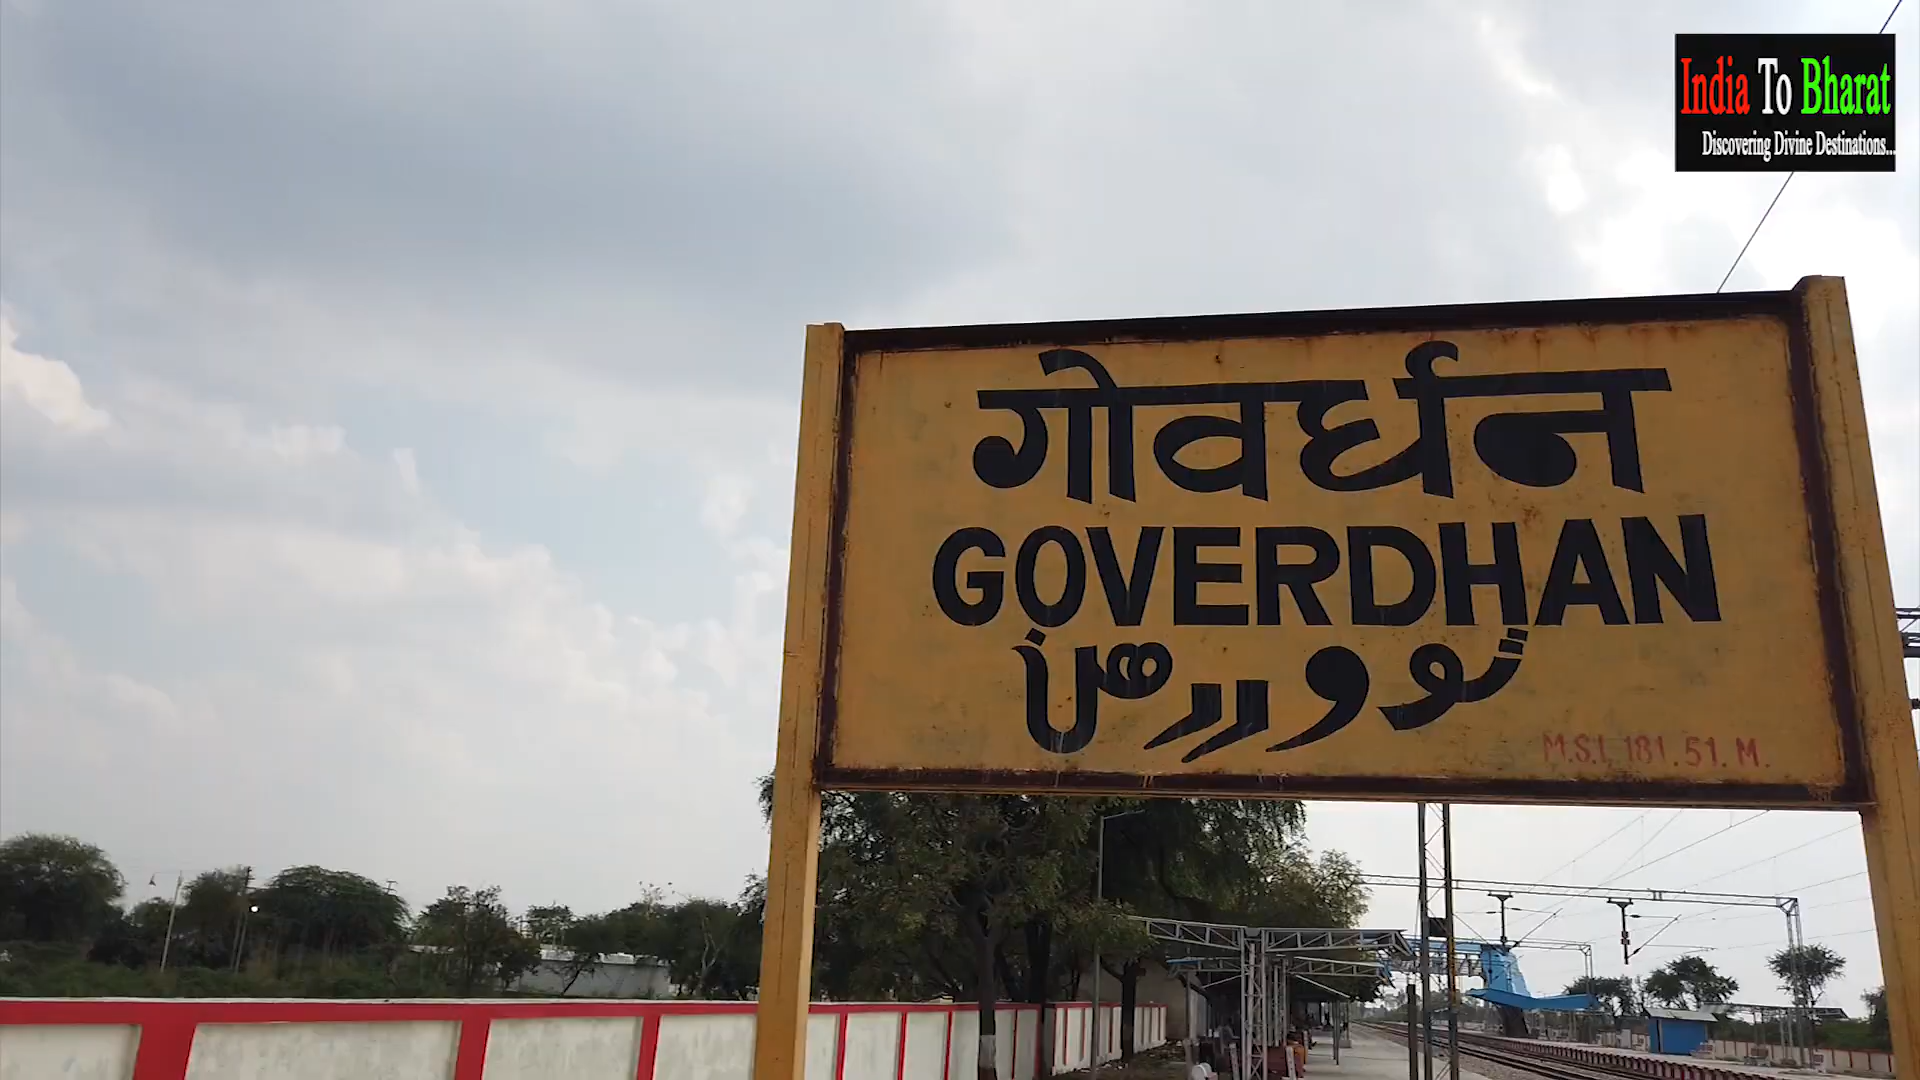 India To Bharat
Discovering Divine Destinations...
गोवर्धन
GOVERDHAN
گووردھن
M.S.L 181.51. M.